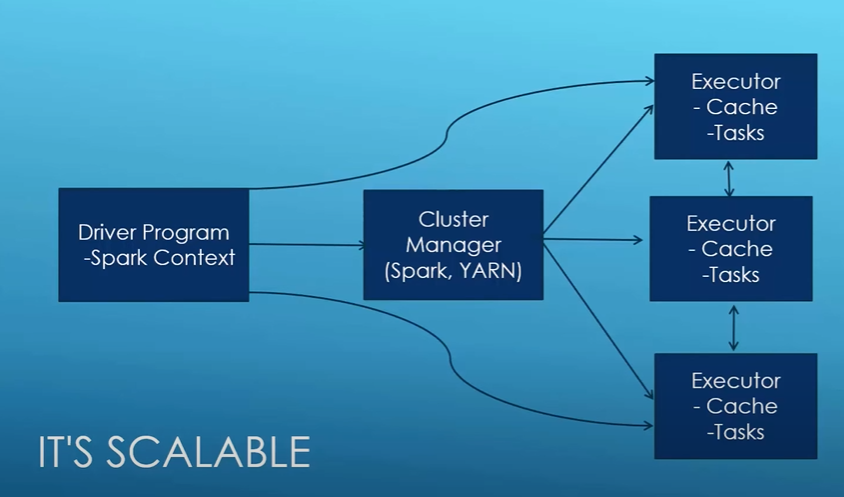 Driver Program
-Spark Context
Cluster
Manager
(Spark, YARN)
Executor
- Cache
-Tasks
Executor
- Cache
-Tasks
Executor
- Cache
-Tasks
IT'S SCALABLE